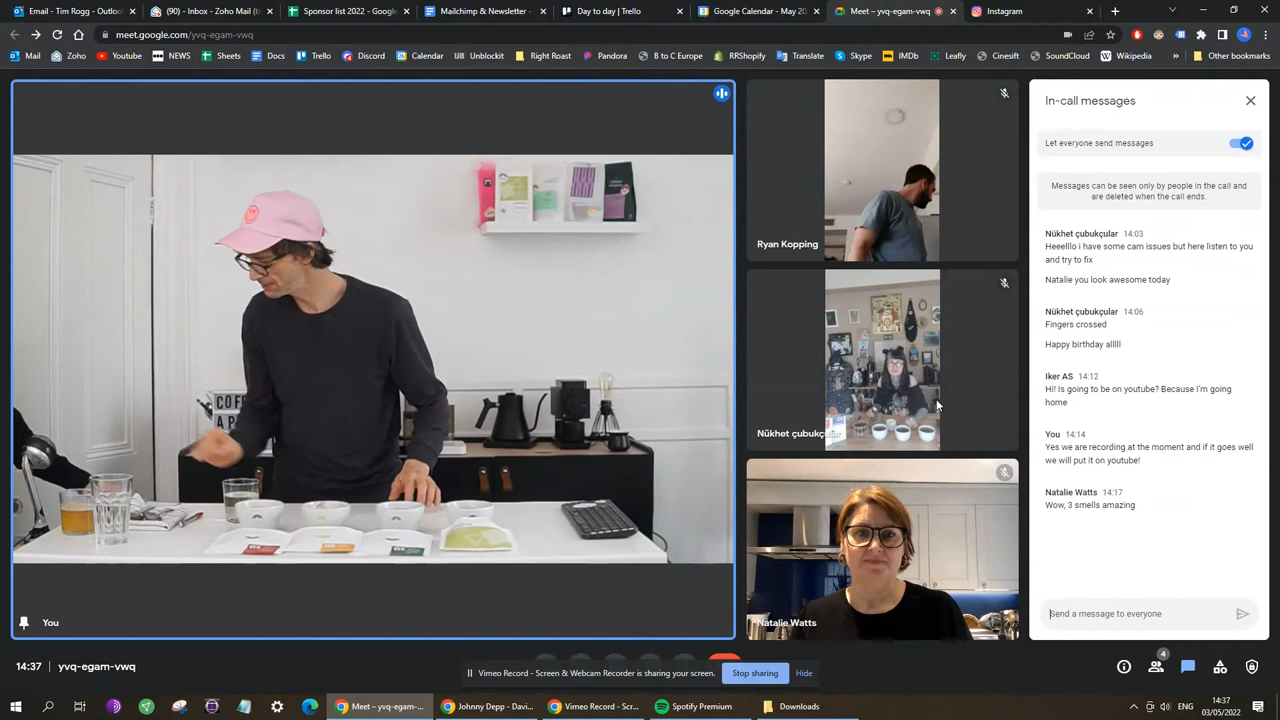 Email - Tim Rogg - Outloo
(90) - Inbox - Zoho Mail (ti
Sponsor list 2022 - Google
Mailchimp & Newsletter -
Day to day | Trello
Google Calendar - May 20
Meet – yvq-egam-vwq
Instagram
meet.google.com/yvq-egam-vwq
Mail
Youtube
NEWS
Sheets
Docs
Trello
Discord
Calendar
Unbutton
Right Roast
Pandora
B to C Europe
RRShopify
Translate
Skype
IMDb
Leafly
Cinesift
SoundCloud
Wikipedia
»
Other bookmarks
COFF
You
Ryan Kopping
Nükhet çubukçular
Natalie Watts
In-call messages
Let everyone send messages
Messages can be seen only by people in the call and
are deleted when the call ends.
Nükhet çubukçular 14:03
Heeelllo i have some cam issues but here listen to you
and try to fix
Natalie you look awesome today
Nükhet çubukçular 14:06
Fingers crossed
Happy birthday alllll
Iker AS 14:12
Hi! Is going to be on youtube? Because I'm going
home
You 14:14
Yes we are recording at the moment and if it goes well
we will put it on youtube!
Natalie Watts 14:17
Wow, 3 smells amazing
Send a message to everyone
14:37 | yvq-egam-vwq
Vimeo Record - Screen & Webcam Recorder is sharing your screen.
Stop sharing
Hide
4
Meet – yvq-egam-...
Johnny Depp - Davi...
Vimeo Record - Scr...
Spotify Premium
Downloads
14:37
03/05/2022